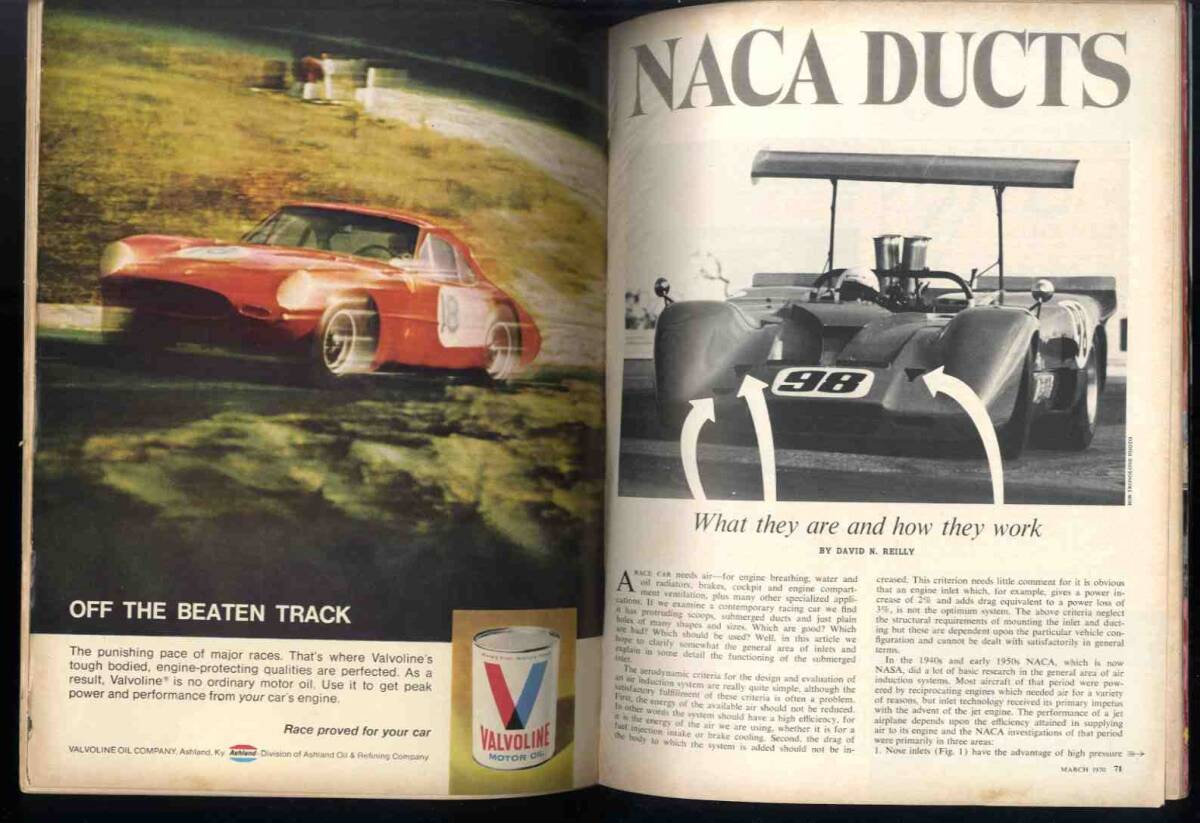 18
OFF THE BEATEN TRACK
The punishing pace of major races. That's where Valvoline's
tough bodied, engine-protecting qualities are perfected. As a
result, Valvoline® is no ordinary motor oil. Use it to get peak
power and performance from your car's engine.
Race proved for your car
VALVOLINE OIL COMPANY, Ashland, Ky. Ashland Division of Ashland Oil & Refining Company
V
VALVOLINE
MOTOR OIL
NACA DUCTS
98
BOB TRONOLONE PHOTO
What they are and how they work
BY DAVID N. REILLY
A RACE CAR needs air—for engine breathing, water and
oil radiators, brakes, cockpit and engine compart-
ment ventilation, plus many other specialized appli-
cations. If we examine a contemporary racing car we find
it has protruding scoops, submerged ducts and just plain
holes of many shapes and sizes. Which are good? Which
are bad? Which should be used? Well, in this article we
hope to clarify somewhat the general area of inlets and
explain in some detail the functioning of the submerged
inlet.
The aerodynamic criteria for the design and evaluation of
an air induction system are really quite simple, although the
satisfactory fulfillment of these criteria is often a problem.
First, the energy of the available air should not be reduced.
In other words the system should have a high efficiency, for
it is the energy of the air we are using, whether it is for a
fast injection intake or brake cooling. Second, the drag of
the body to which the system is added should not be in-
creased. This criterion needs little comment for it is obvious
that an engine inlet which, for example, gives a power in-
crease of 2% and adds drag equivalent to a power loss of
3%, is not the optimum system. The above criteria neglect
the structural requirements of mounting the inlet and duct-
ing but these are dependent upon the particular vehicle con-
figuration and cannot be dealt with satisfactorily in general
terms.
In the 1940s and early 1950s NACA, which is now
NASA, did a lot of basic research in the general area of air
induction systems. Most aircraft of that period were pow-
ered by reciprocating engines which needed air for a variety
of reasons, but inlet technology received its primary impetus
with the advent of the jet engine. The performance of a jet
airplane depends upon the efficiency attained in supplying
air to its engine and the NACA investigations of that period
were primarily in three areas:
1. Nose inlets (Fig. 1) have the advantage of high pressure
MARCH 1970 71